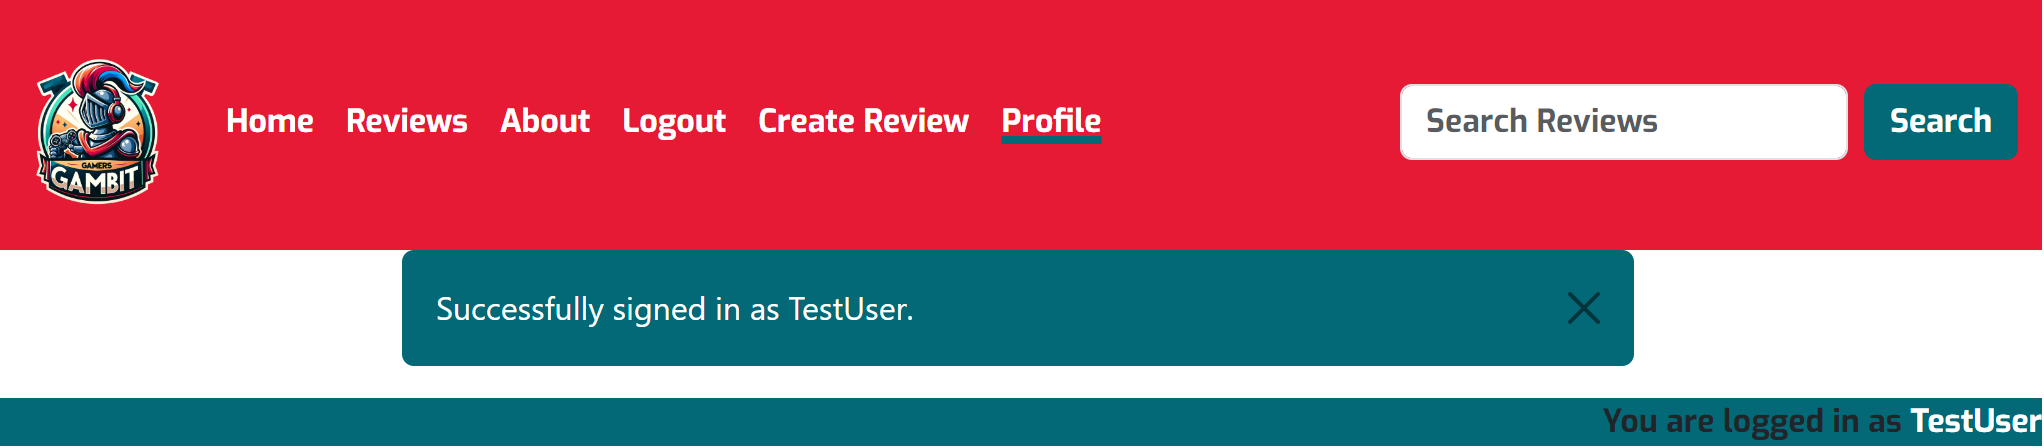 GAMERS
GAMBIT
Home Reviews About Logout Create Review Profile
Search Reviews Search
Successfully signed in as TestUser.
You are logged in as TestUser